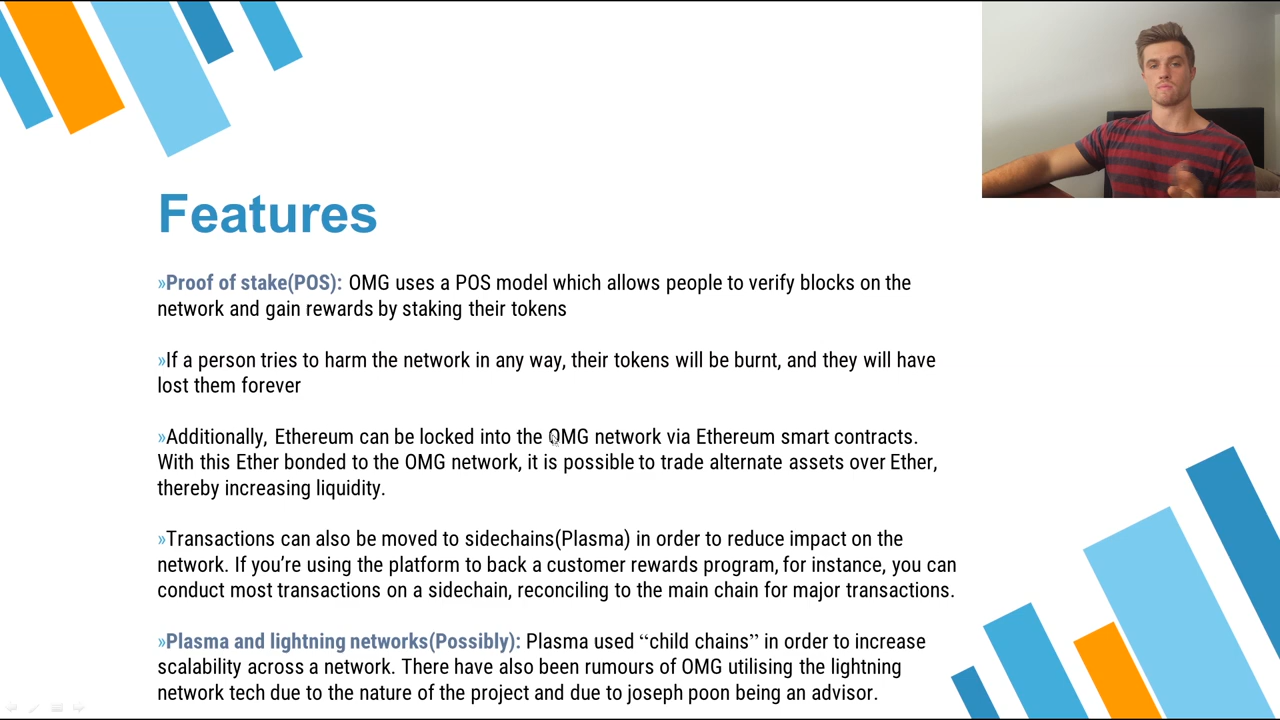 Features
»Proof of stake(POS): OMG uses a POS model which allows people to verify blocks on the
network and gain rewards by staking their tokens
»If a person tries to harm the network in any way, their tokens will be burnt, and they will have
lost them forever
»Additionally, Ethereum can be locked into the OMG network via Ethereum smart contracts.
With this Ether bonded to the OMG network, it is possible to trade alternate assets over Ether,
thereby increasing liquidity.
»Transactions can also be moved to sidechains(Plasma) in order to reduce impact on the
network. If you’re using the platform to back a customer rewards program, for instance, you can
conduct most transactions on a sidechain, reconciling to the main chain for major transactions.
»Plasma and lightning networks(Possibly): Plasma used “child chains” in order to increase
scalability across a network. There have also been rumours of OMG utilising the lightning
network tech due to the nature of the project and due to joseph poon being an advisor.